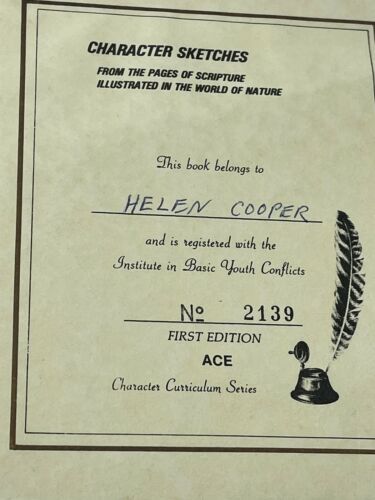 CHARACTER SKETCHES
FROM THE PAGES OF SCRIPTURE
ILLUSTRATED IN THE WORLD OF NATURE
This book belongs to
HELEN COOPER
and is registered with the
Institute in Basic Youth Conflicts
Nº 2139
FIRST EDITION
ACE
Character Curriculum Series